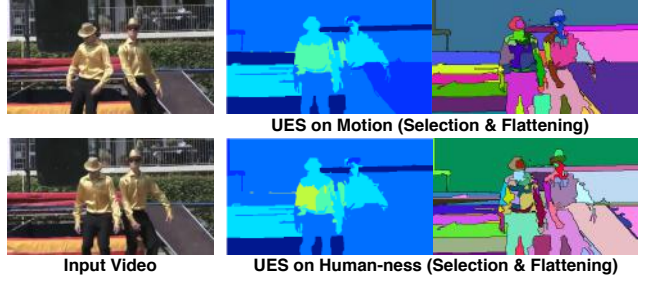 UES on Motion (Selection & Flattening)
Input Video
UES on Human-ness (Selection & Flattening)